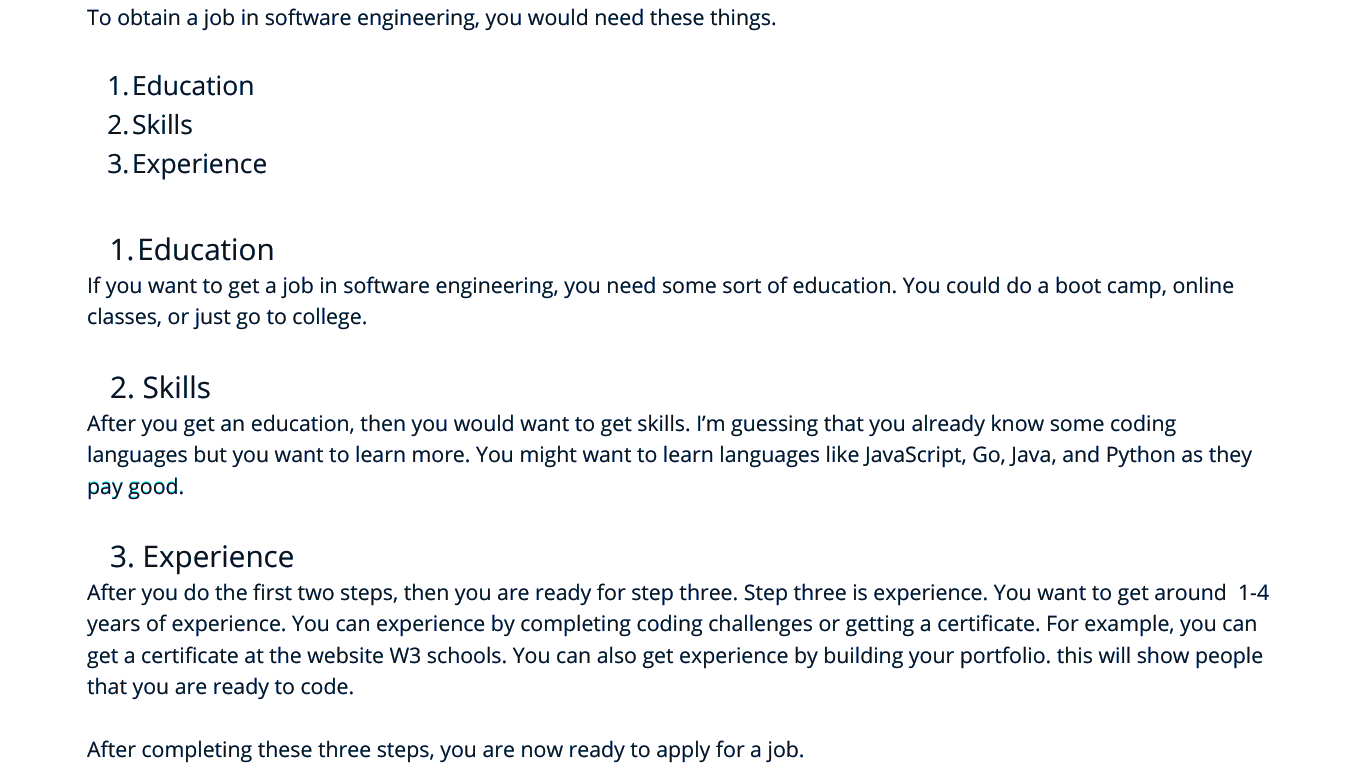 To obtain a job in software engineering, you would need these things.
1. Education
2. Skills
3. Experience
1. Education
If you want to get a job in software engineering, you need some sort of education. You could do a boot camp, online
classes, or just go to college.
2. Skills
After you get an education, then you would want to get skills. I’m guessing that you already know some coding
languages but you want to learn more. You might want to learn languages like JavaScript, Go, Java, and Python as they
pay good.
3. Experience
After you do the first two steps, then you are ready for step three. Step three is experience. You want to get around  1-4
years of experience. You can experience by completing coding challenges or getting a certificate. For example, you can
get a certificate at the website W3 schools. You can also get experience by building your portfolio. this will show people
that you are ready to code.
After completing these three steps, you are now ready to apply for a job.